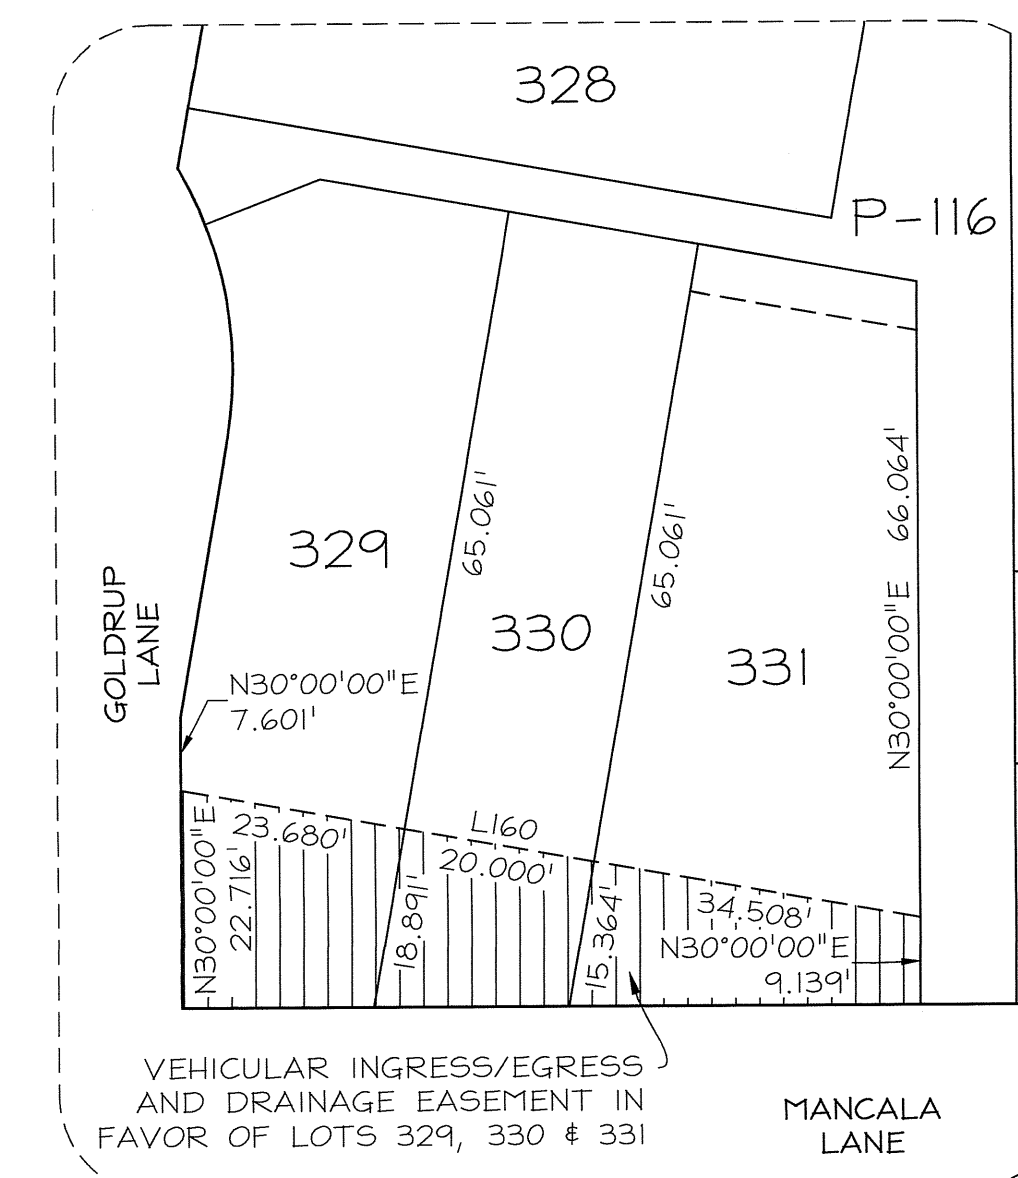 328
P-116
329
330
331
65.061'
65.061'
N30°00'00"E 66.064'
GOLDRUP
LANE
N30°00'00"E
7.601'
N30°00'00"E
22.716'
23.680'
L160
20.000'
18.891'
15.364'
34.508'
N30°00'00"E
9.139'
VEHICULAR INGRESS/EGRESS
AND DRAINAGE EASEMENT IN
FAVOR OF LOTS 329, 330 & 331
MANCALA
LANE